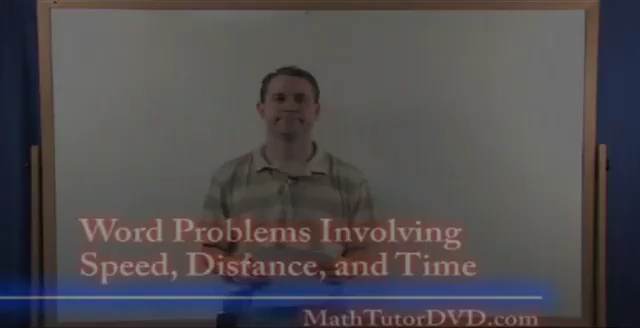 Word Problems Involving
Speed, Distance, and Time
MathTutorDVD.com